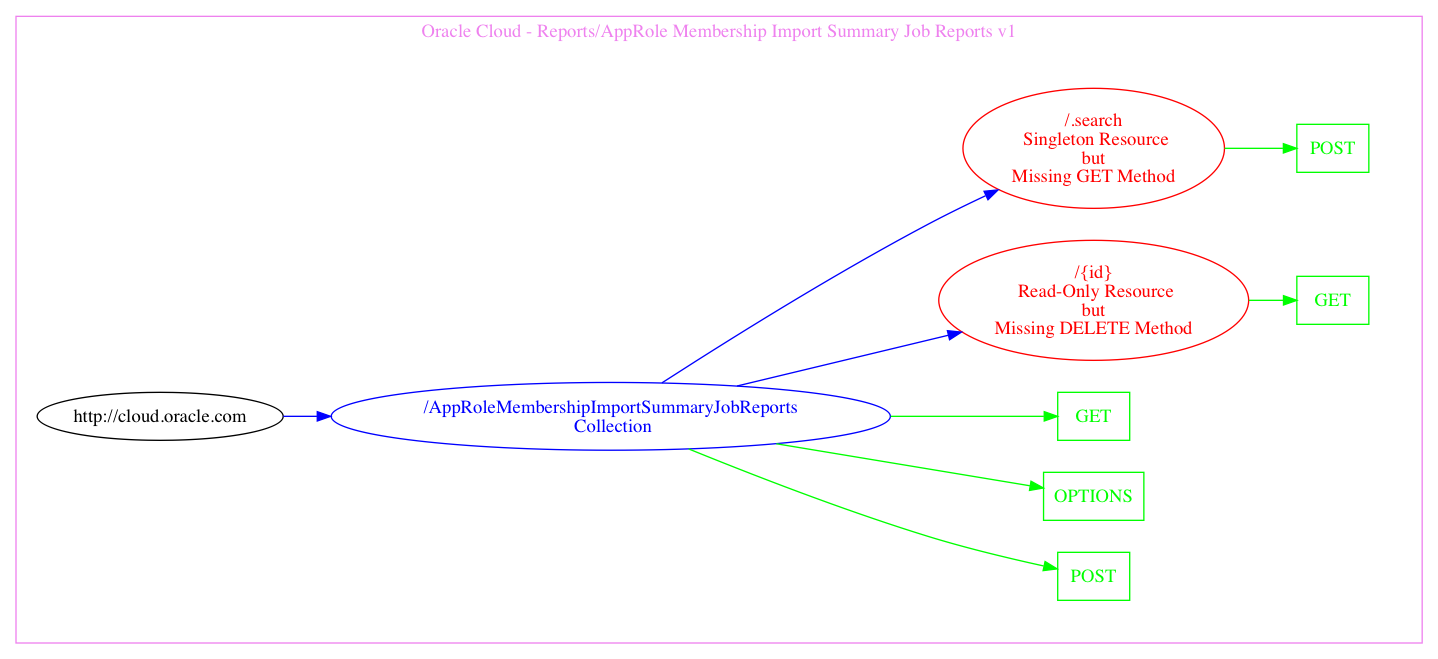 Oracle Cloud - Reports/AppRole Membership Import Summary Job Reports v1
/.search
Singleton Resource
but
Missing GET Method
POST
/{id}
Read-Only Resource
but
Missing DELETE Method
GET
http://cloud.oracle.com
/AppRoleMembershipImportSummaryJobReports
Collection
GET
OPTIONS
POST